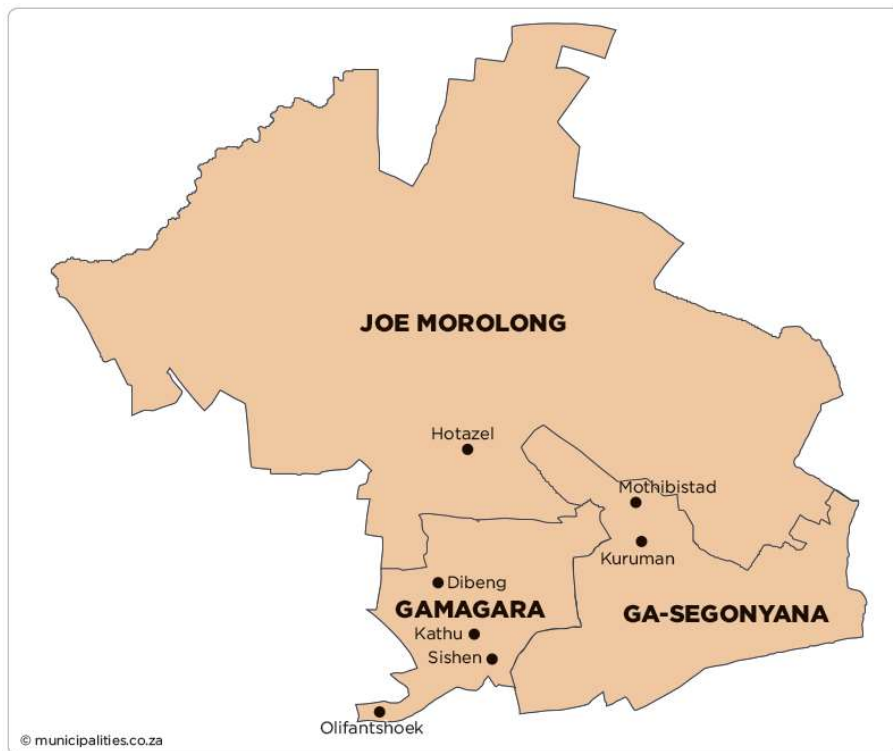 JOE MOROLONG
Hotazel
Mothibistad
Kuruman
Dibeng
GAMAGARA
GA-SEGONYANA
Kathu
Sishen
Olifantshoek
© municipalities.co.za